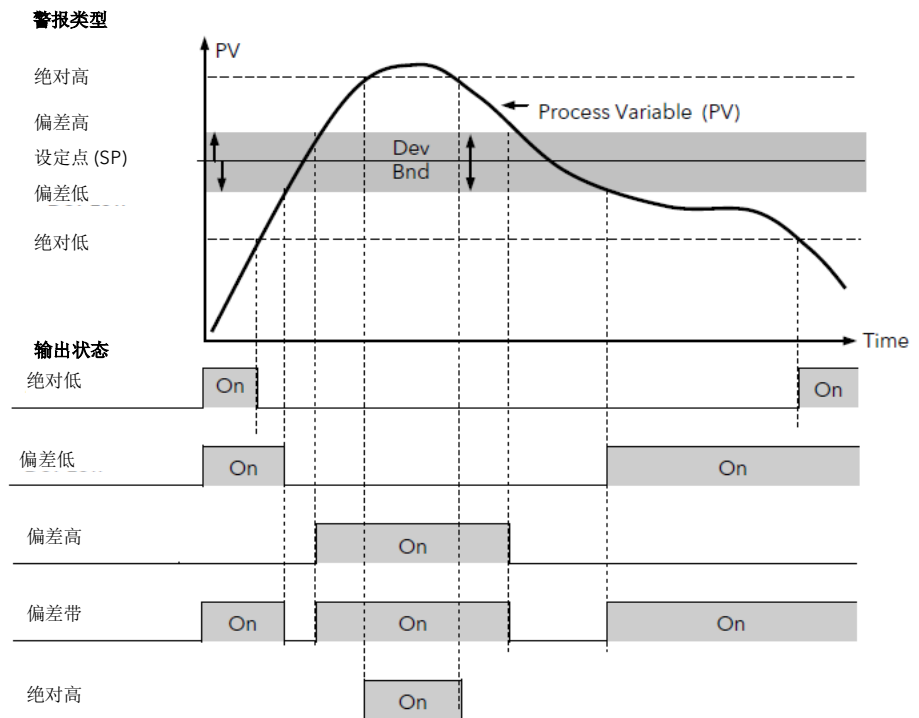 警报类型
PV
绝对高
偏差高
Process Variable (PV)
设定点 (SP)
Dev
Bnd
偏差低
绝对低
Time
输出状态
绝对低
On
On
偏差低
On
On
偏差高
On
偏差带
On
On
On
绝对高
On